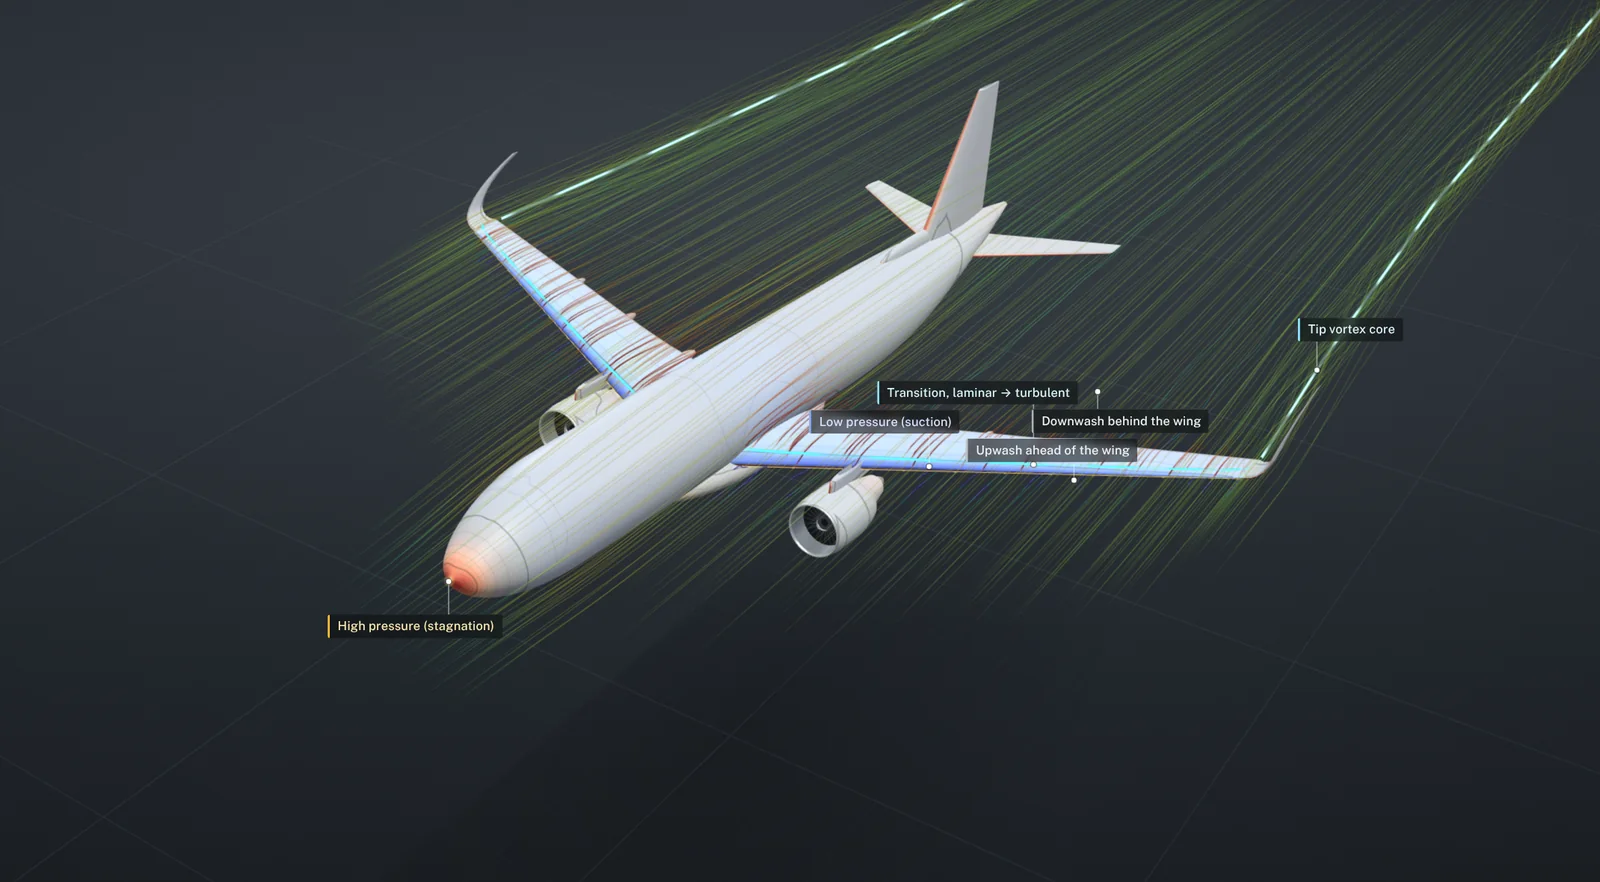 Tip vortex core
Transition, laminar → turbulent
Low pressure (suction)
Downwash behind the wing
Upwash ahead of the wing
High pressure (stagnation)